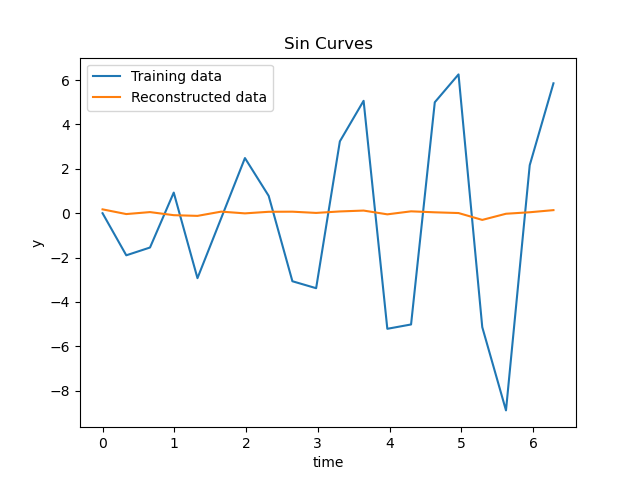 Sin Curves
Training data
Reconstructed data
6
4
2
0
−2
−4
−6
−8
y
0 1 2 3 4 5 6
time